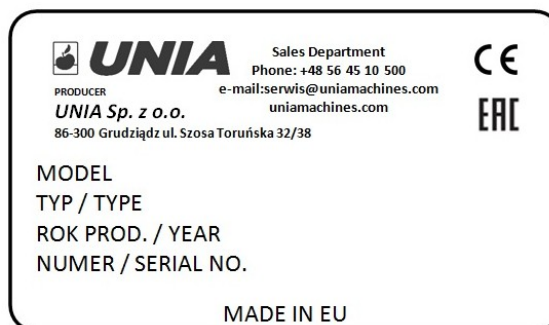 UNIA
Sales Department
Phone: +48 56 45 10 500
e-mail:serwis@uniamachines.com
uniamachines.com
PRODUCER
UNIA Sp. z o.o.
86-300 Grudziądz ul. Szosa Toruńska 32/38
CE
EAC
MODEL
TYP / TYPE
ROK PROD. / YEAR
NUMER / SERIAL NO.
MADE IN EU